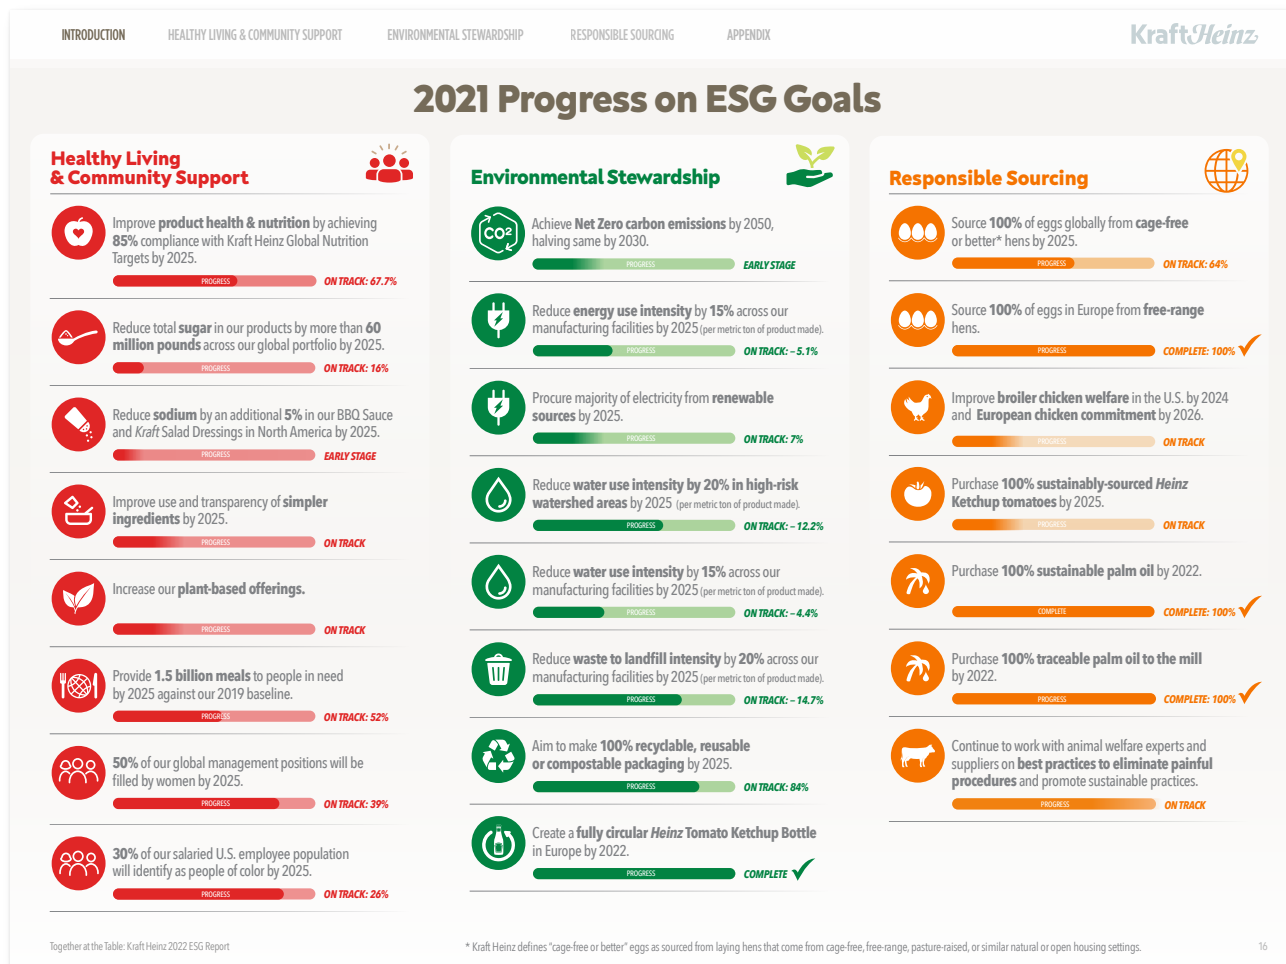 INTRODUCTION
HEALTHY LIVING & COMMUNITY SUPPORT
ENVIRONMENTAL STEWARDSHIP
RESPONSIBLE SOURCING
APPENDIX
KraftHeinz
2021 Progress on ESG Goals
Healthy Living
& Community Support
Improve product health & nutrition by achieving
85% compliance with Kraft Heinz Global Nutrition
Targets by 2025.
PROGRESS
ON TRACK: 67.7%
Reduce total sugar in our products by more than 60
million pounds across our global portfolio by 2025.
PROGRESS
ON TRACK: 16%
Reduce sodium by an additional 5% in our BBQ Sauce
and Kraft Salad Dressings in North America by 2025.
PROGRESS
EARLY STAGE
Improve use and transparency of simpler
ingredients by 2025.
PROGRESS
ON TRACK
Increase our plant-based offerings.
PROGRESS
ON TRACK
Provide 1.5 billion meals to people in need
by 2025 against our 2019 baseline.
PROGRESS
ON TRACK: 52%
50% of our global management positions will be
filled by women by 2025.
PROGRESS
ON TRACK: 39%
30% of our salaried U.S. employee population
will identify as people of color by 2025.
PROGRESS
ON TRACK: 26%
Environmental Stewardship
CO²
Achieve Net Zero carbon emissions by 2050,
halving same by 2030.
PROGRESS
EARLY STAGE
Reduce energy use intensity by 15% across our
manufacturing facilities by 2025 (per metric ton of product made).
PROGRESS
ON TRACK: – 5.1%
Procure majority of electricity from renewable
sources by 2025.
PROGRESS
ON TRACK: 7%
Reduce water use intensity by 20% in high-risk
watershed areas by 2025 (per metric ton of product made).
PROGRESS
ON TRACK: – 12.2%
Reduce water use intensity by 15% across our
manufacturing facilities by 2025 (per metric ton of product made).
PROGRESS
ON TRACK: – 4.4%
Reduce waste to landfill intensity by 20% across our
manufacturing facilities by 2025 (per metric ton of product made).
PROGRESS
ON TRACK: – 14.7%
Aim to make 100% recyclable, reusable
or compostable packaging by 2025.
PROGRESS
ON TRACK: 84%
Create a fully circular Heinz Tomato Ketchup Bottle
in Europe by 2022.
PROGRESS
COMPLETE
Responsible Sourcing
Source 100% of eggs globally from cage-free
or better* hens by 2025.
PROGRESS
ON TRACK: 64%
Source 100% of eggs in Europe from free-range
hens.
PROGRESS
COMPLETE: 100%
Improve broiler chicken welfare in the U.S. by 2024
and European chicken commitment by 2026.
PROGRESS
ON TRACK
Purchase 100% sustainably-sourced Heinz
Ketchup tomatoes by 2025.
PROGRESS
ON TRACK
Purchase 100% sustainable palm oil by 2022.
COMPLETE
COMPLETE: 100%
Purchase 100% traceable palm oil to the mill
by 2022.
PROGRESS
COMPLETE: 100%
Continue to work with animal welfare experts and
suppliers on best practices to eliminate painful
procedures and promote sustainable practices.
PROGRESS
ON TRACK
Together at the Table: Kraft Heinz 2022 ESG Report
* Kraft Heinz defines "cage-free or better" eggs as sourced from laying hens that come from cage-free, free-range, pasture-raised, or similar natural or open housing settings.
16